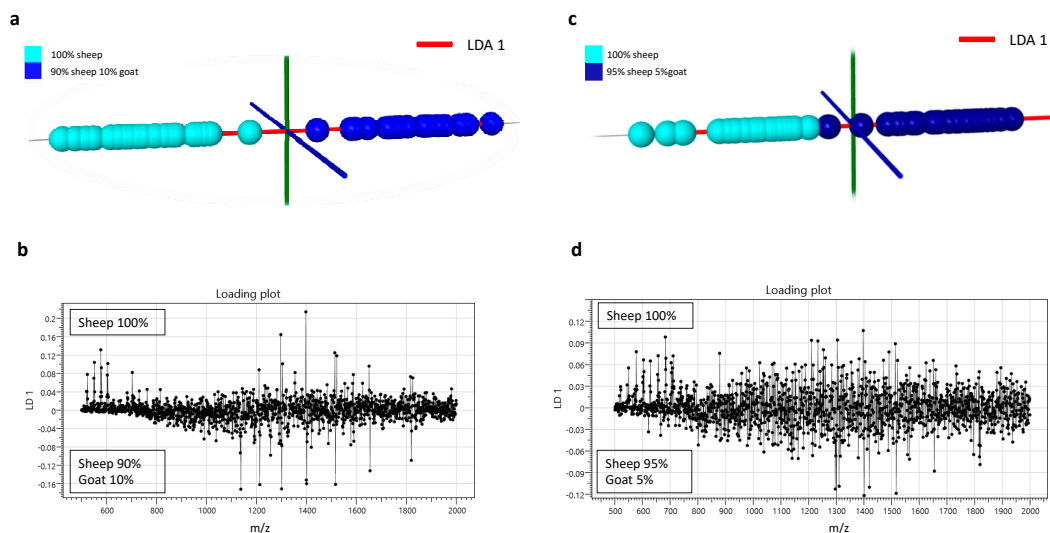 a
100% sheep
90% sheep 10% goat
LDA 1
b
Loading plot
Sheep 100%
Sheep 90%
Goat 10%
LD 1
0.2
0.16
0.12
0.08
0.04
0.00
-0.04
-0.08
-0.12
-0.16
600 800 1000 1200 1400 1600 1800 2000
m/z
c
100% sheep
95% sheep 5%goat
LDA 1
d
Loading plot
Sheep 100%
Sheep 95%
Goat 5%
LD 1
0.12
0.09
0.06
0.03
0.00
-0.03
-0.06
-0.09
-0.12
500 600 700 800 900 1000 1100 1200 1300 1400 1500 1600 1700 1800 1900 2000
m/z